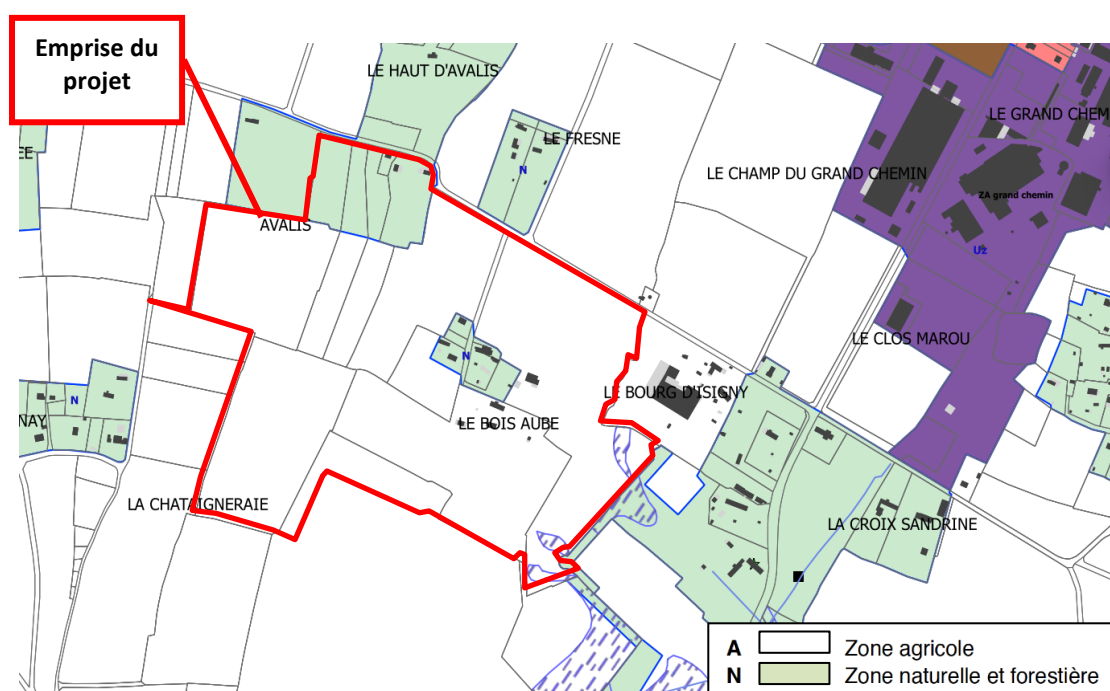 Emprise du
projet
LE HAUT D'AVALIS
LE FRESNE
N
LE GRAND CHEM
LE CHAMP DU GRAND CHEMIN
ZA grand chemin
Uz
EE
AVALIS
LE CLOS MAROU
N
LE BOURG D'ISIGNY
N
NAY
LE BOIS AUBE
LA CHATAIGNERAIE
LA CROIX SANDRINE
A Zone agricole
N Zone naturelle et forestière